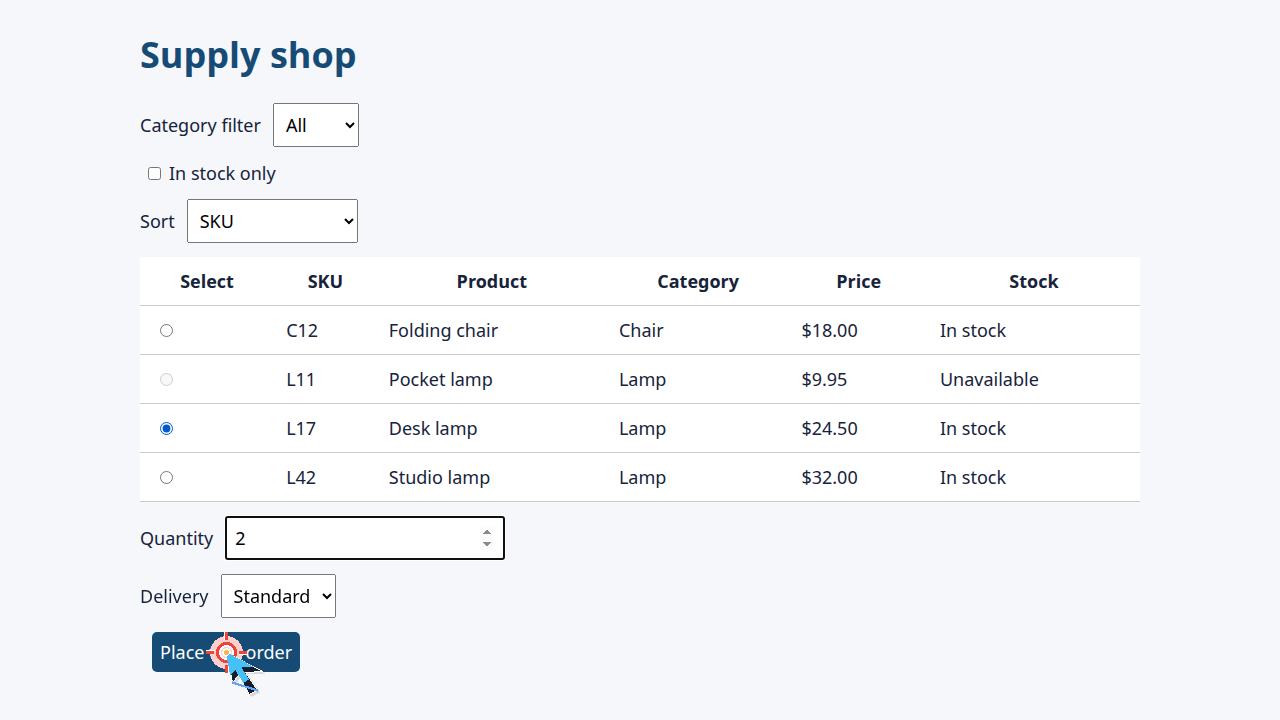 Supply shop
Category filter All
In stock only
Sort SKU
Select SKU Product Category Price Stock
C12 Folding chair Chair $18.00 In stock
L11 Pocket lamp Lamp $9.95 Unavailable
L17 Desk lamp Lamp $24.50 In stock
L42 Studio lamp Lamp $32.00 In stock
Quantity 2
Delivery Standard
Place order